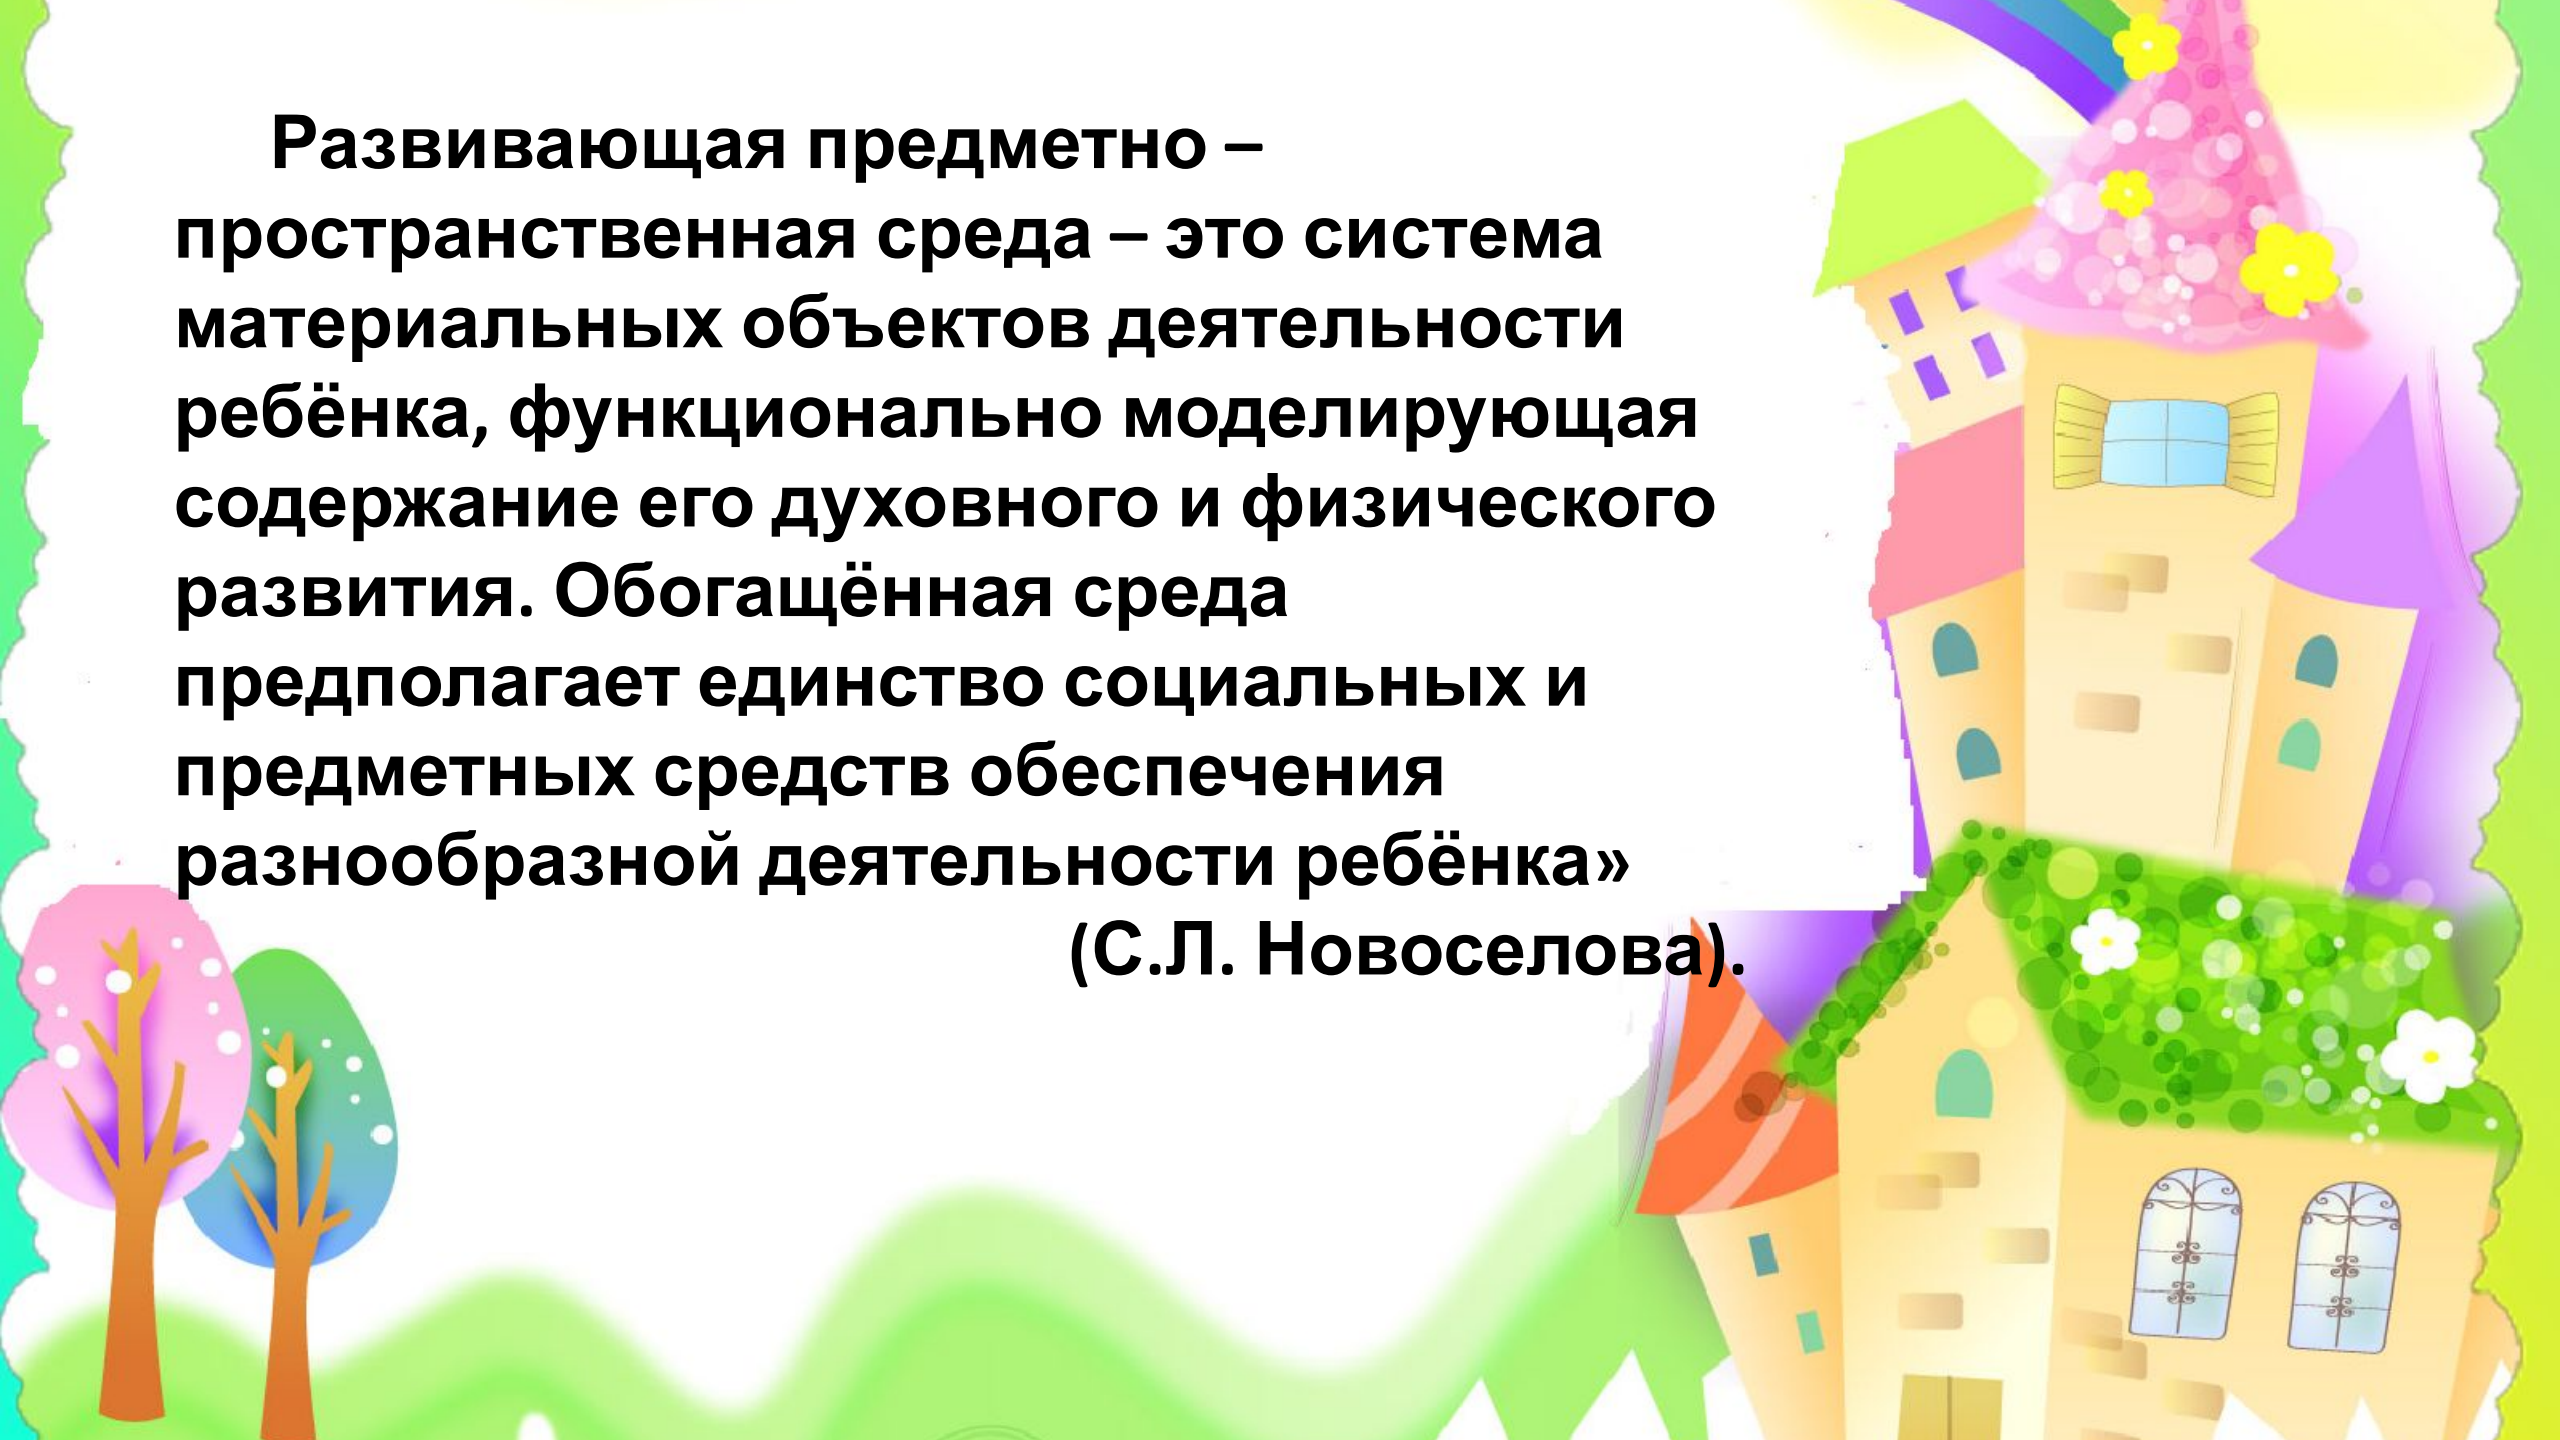 Развивающая предметно –
пространственная среда – это система
материальных объектов деятельности
ребёнка, функционально моделирующая
содержание его духовного и физического
развития. Обогащённая среда
предполагает единство социальных и
предметных средств обеспечения
разнообразной деятельности ребёнка»
(С.Л. Новоселова).